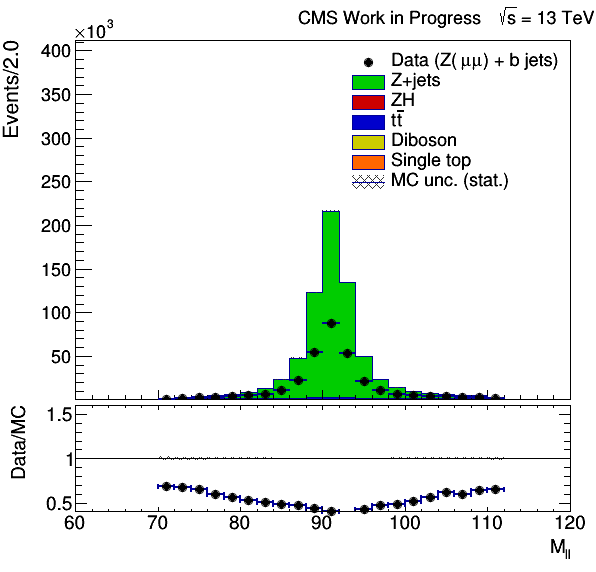 CMS Work in Progress √s = 13 TeV
×10³
Events/2.0
400
350
300
250
200
150
100
50
Data (Z(μμ) + b jets)
Z+jets
ZH
tt̅
Diboson
Single top
MC unc. (stat.)
Data/MC
1.5
1
0.5
60 70 80 90 100 110 120
M_ll